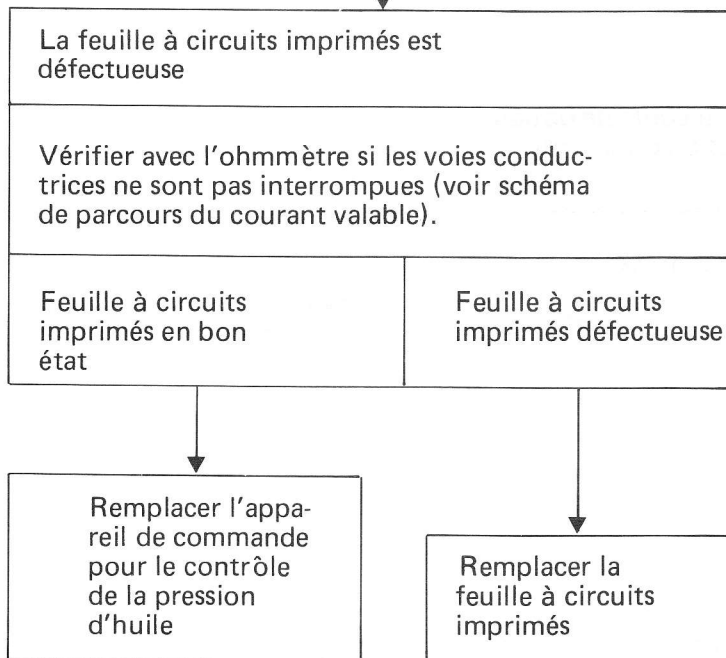 La feuille à circuits imprimés est
défectueuse
Vérifier avec l'ohmmètre si les voies conduc-
trices ne sont pas interrompues (voir schéma
de parcours du courant valable).
Feuille à circuits
imprimés en bon
état
Feuille à circuits
imprimés défectueuse
Remplacer l'appa-
reil de commande
pour le contrôle
de la pression
d'huile
Remplacer la
feuille à circuits
imprimés